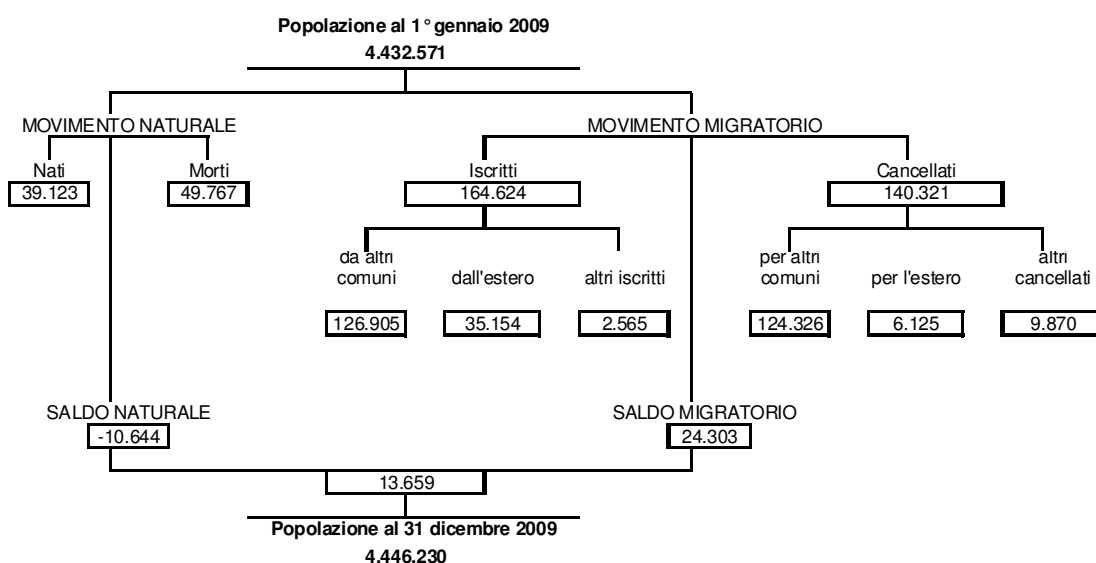 Popolazione al 1° gennaio 2009
4.432.571
MOVIMENTO NATURALE
MOVIMENTO MIGRATORIO
Nati
Morti
Iscritti
Cancellati
39.123
49.767
164.624
140.321
da altri
comuni
dall'estero
altri iscritti
per altri
comuni
per l'estero
altri
cancellati
126.905
35.154
2.565
124.326
6.125
9.870
SALDO NATURALE
SALDO MIGRATORIO
-10.644
24.303
13.659
Popolazione al 31 dicembre 2009
4.446.230